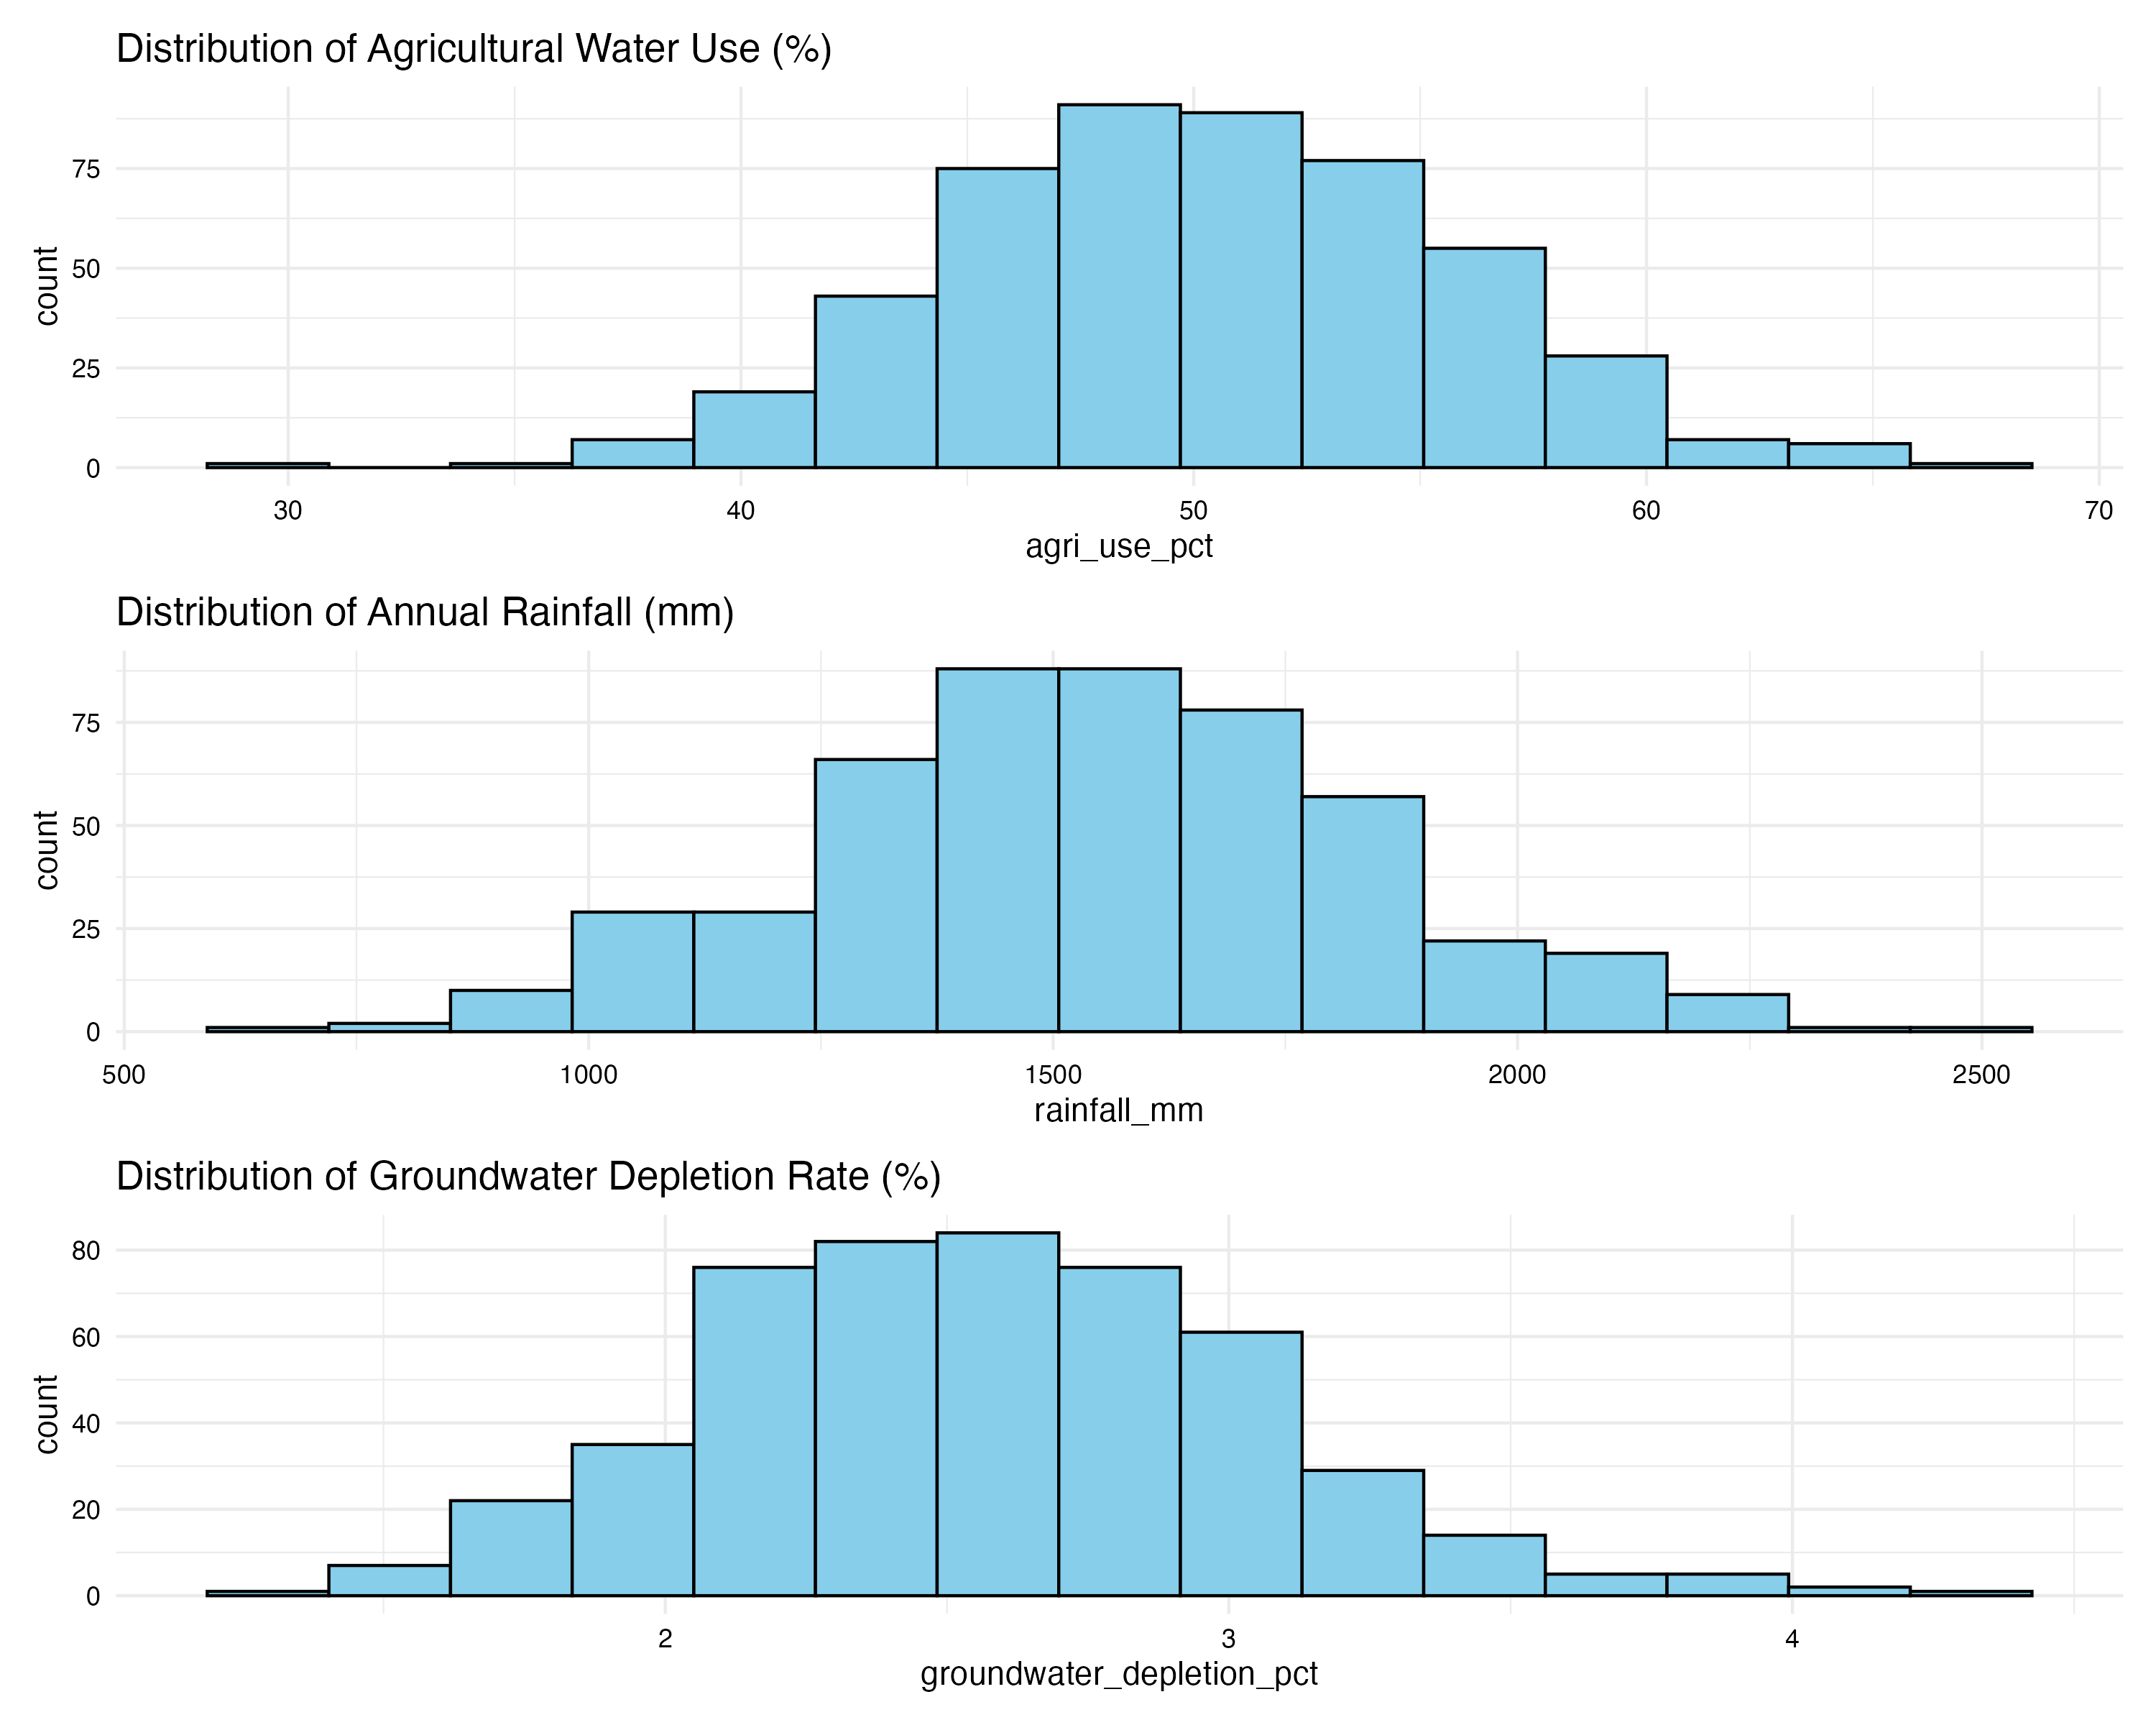 Distribution of Agricultural Water Use (%)
75
50
25
0
count
30 40 50 60 70
agri_use_pct
Distribution of Annual Rainfall (mm)
75
50
25
0
count
500 1000 1500 2000 2500
rainfall_mm
Distribution of Groundwater Depletion Rate (%)
80
60
40
20
0
count
2 3 4
groundwater_depletion_pct